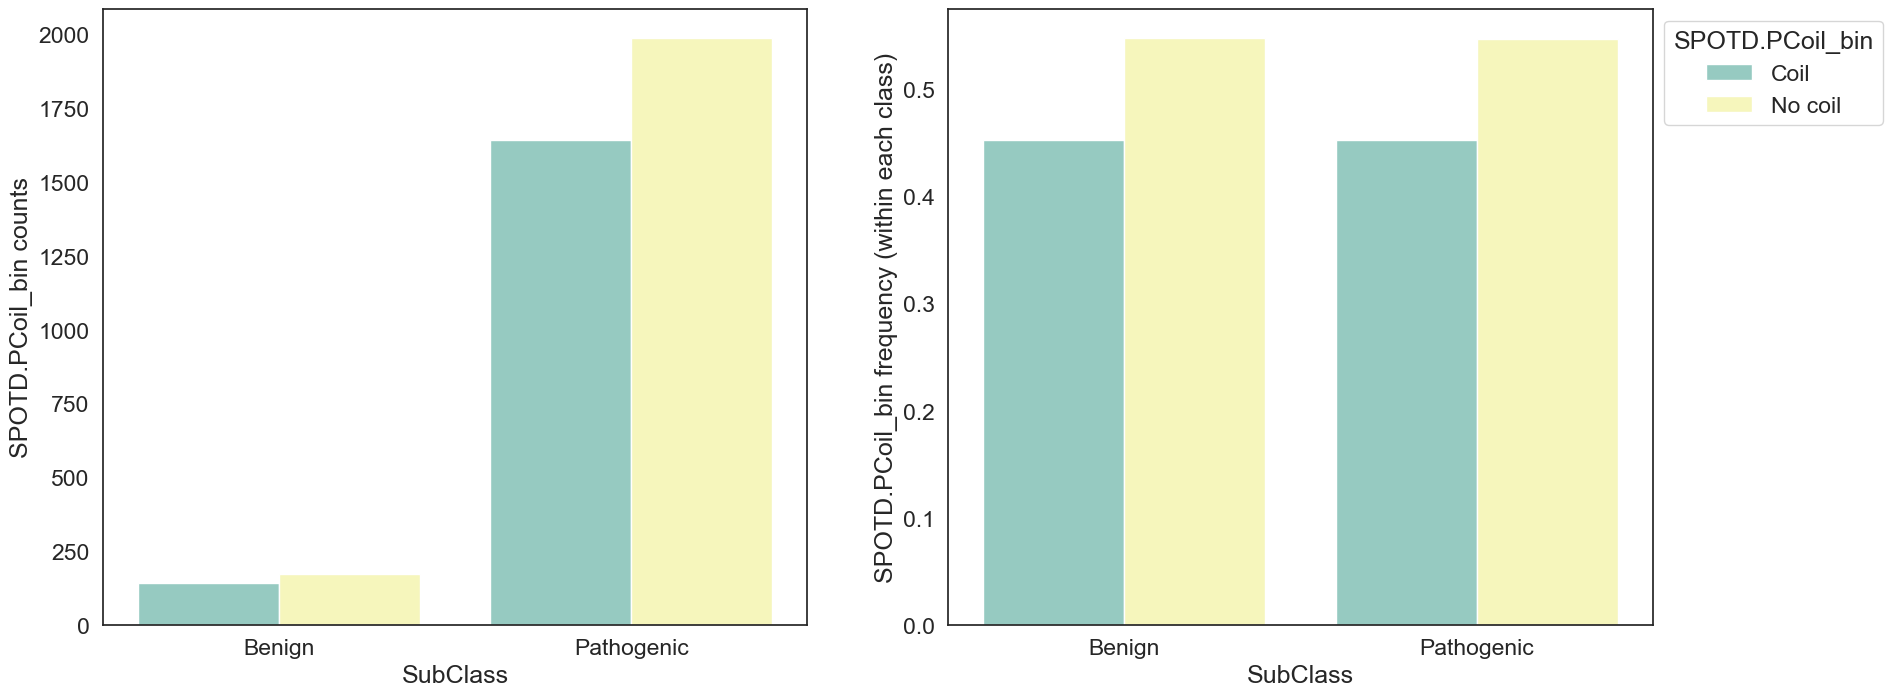 SPOTD.PCoil_bin counts
2000
1750
1500
1250
1000
750
500
250
0
Benign
Pathogenic
SubClass
SPOTD.PCoil_bin frequency (within each class)
0.5
0.4
0.3
0.2
0.1
0.0
Benign
Pathogenic
SubClass
SPOTD.PCoil_bin
Coil
No coil